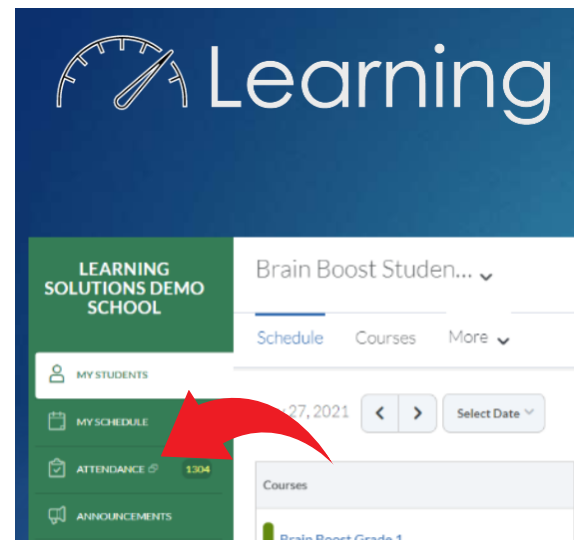 Learning
LEARNING
SOLUTIONS DEMO
SCHOOL
Brain Boost Studen...
Schedule Courses More
MY STUDENTS
MY SCHEDULE
27, 2021 Select Date
ATTENDANCE 1304
Courses
ANNOUNCEMENTS
Brain Boost Grade 1